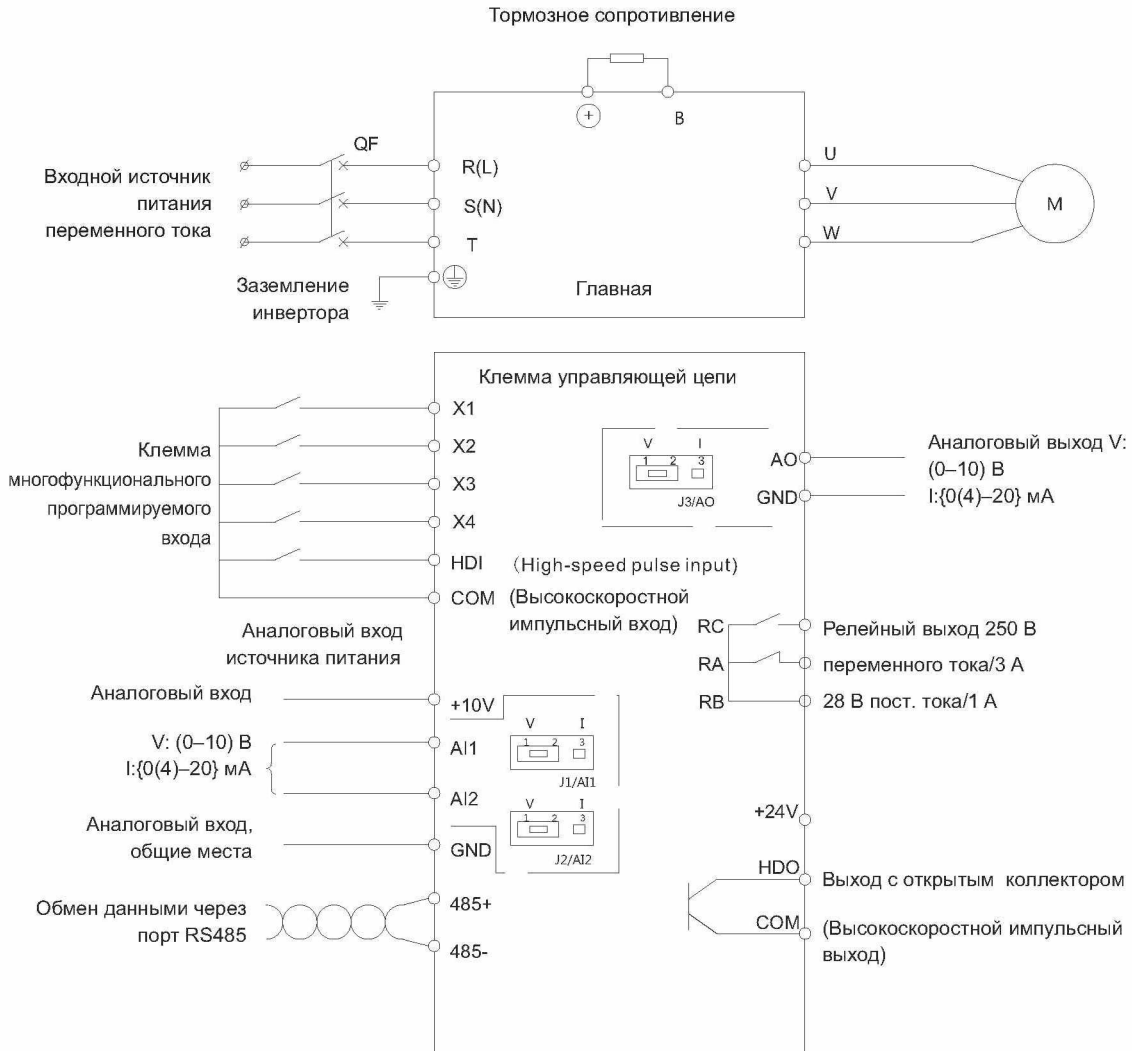 Тормозное сопротивление
+
B
QF
Входной источник
питания
переменного тока
R(L)
S(N)
T
U
V
W
M
Заземление
инвертора
Главная
Клемма управляющей цепи
X1
X2
X3
X4
HDI
(High-speed pulse input)
COM
(Высокоскоростной
импульсный вход)
Клемма
многофункционального
программируемого
входа
V I
1 2 3
J3/AO
AO
GND
Аналоговый выход V:
(0–10) В
I:{0(4)–20} мА
Аналоговый вход
источника питания
RC
RA
RB
Релейный выход 250 В
переменного тока/3 А
28 В пост. тока/1 А
Аналоговый вход
+10V
V: (0–10) В
I:{0(4)–20} мА
AI1
AI2
V I
1 2 3
J1/AI1
V I
1 2 3
J2/AI2
Аналоговый вход,
общие места
GND
+24V
HDO
COM
Выход с открытым коллектором
(Высокоскоростной импульсный
выход)
Обмен данными через
порт RS485
485+
485-